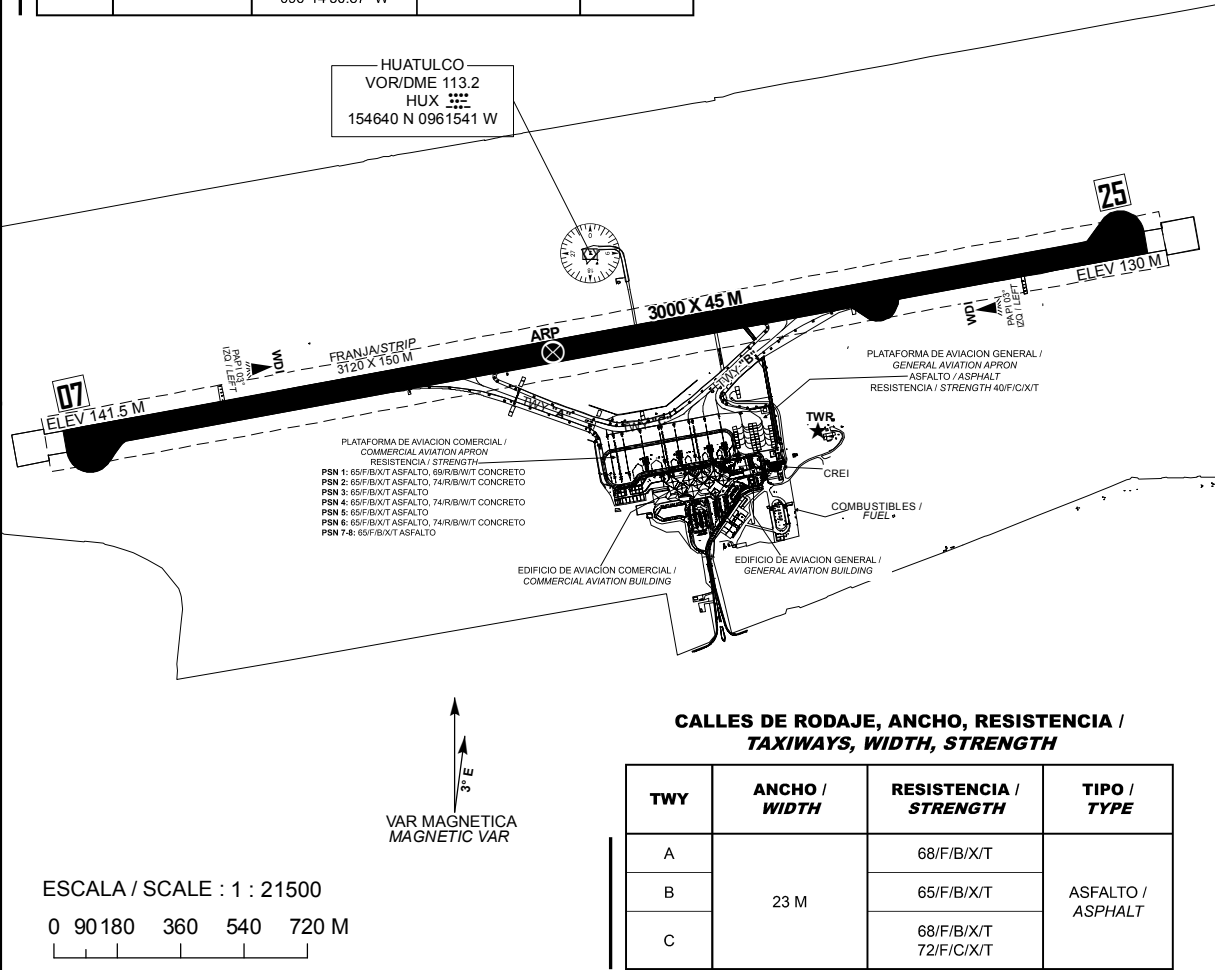 HUATULCO
VOR/DME 113.2
HUX
154640 N 0961541 W
25
ELEV 130 M
3000 X 45 M
WDI
PAPI 03°
IZQ / LEFT
ARP
FRANJA/STRIP
3120 X 150 M
WDI
PAPI 03°
IZQ / LEFT
07
ELEV 141.5 M
TWY "A"
TWY "B"
PLATAFORMA DE AVIACION GENERAL /
GENERAL AVIATION APRON
ASFALTO / ASPHALT
RESISTENCIA / STRENGTH 40/F/C/X/T
TWR
CREI
PLATAFORMA DE AVIACION COMERCIAL /
COMMERCIAL AVIATION APRON
RESISTENCIA / STRENGTH
PSN 1: 65/F/B/X/T ASFALTO, 69/R/B/W/T CONCRETO
PSN 2: 65/F/B/X/T ASFALTO, 74/R/B/W/T CONCRETO
PSN 3: 65/F/B/X/T ASFALTO
PSN 4: 65/F/B/X/T ASFALTO, 74/R/B/W/T CONCRETO
PSN 5: 65/F/B/X/T ASFALTO
PSN 6: 65/F/B/X/T ASFALTO, 74/R/B/W/T CONCRETO
PSN 7-8: 65/F/B/X/T ASFALTO
COMBUSTIBLES /
FUEL
EDIFICIO DE AVIACION COMERCIAL /
COMMERCIAL AVIATION BUILDING
EDIFICIO DE AVIACION GENERAL /
GENERAL AVIATION BUILDING
3° E
VAR MAGNETICA
MAGNETIC VAR
ESCALA / SCALE : 1 : 21500
0 90 180 360 540 720 M
CALLES DE RODAJE, ANCHO, RESISTENCIA /
TAXIWAYS, WIDTH, STRENGTH
TWY
ANCHO /
WIDTH
RESISTENCIA /
STRENGTH
TIPO /
TYPE
A
68/F/B/X/T
B
23 M
65/F/B/X/T
ASFALTO /
ASPHALT
C
68/F/B/X/T
72/F/C/X/T